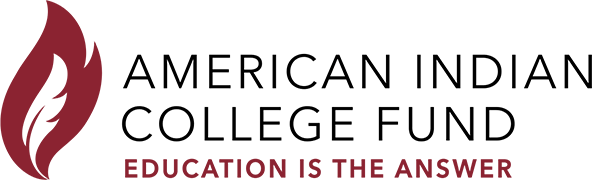 AMERICAN INDIAN
COLLEGE FUND
EDUCATION IS THE ANSWER